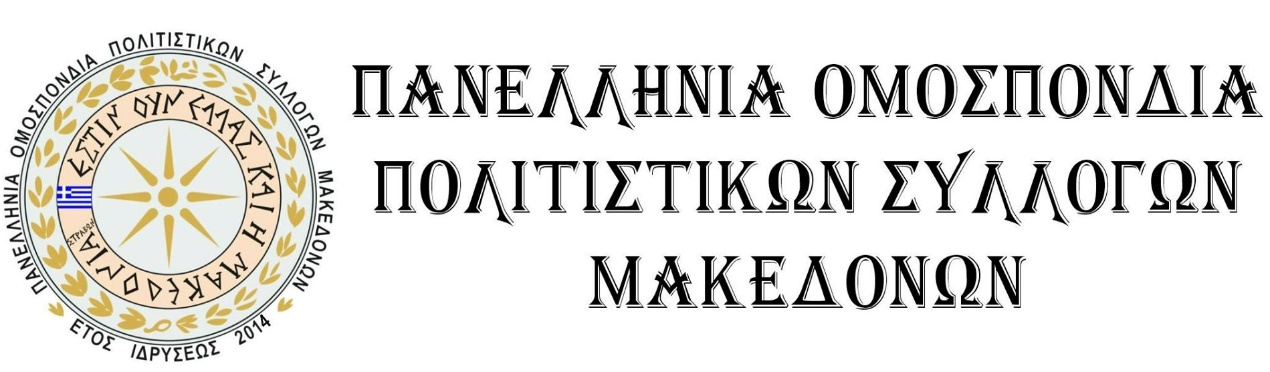 ΠΑΝΕΛΛΗΝΙΑ ΟΜΟΣΠΟΝΔΙΑ ΠΟΛΙΤΙΣΤΙΚΩΝ ΣΥΛΛΟΓΩΝ ΜΑΚΕΔΟΝΩΝ
ΕΣΤΙΝ ΟΥΝ ΕΛΛΑΣ ΚΑΙ Η ΜΑΚΕΔΟΝΙΑ
ΣΤΡΑΒΩΝ
ΕΤΟΣ ΙΔΡΥΣΕΩΣ 2014
ΠΑΝΕΛΛΗΝΙΑ ΟΜΟΣΠΟΝΔΙΑ
ΠΟΛΙΤΙΣΤΙΚΩΝ ΣΥΛΛΟΓΩΝ
ΜΑΚΕΔΟΝΩΝ